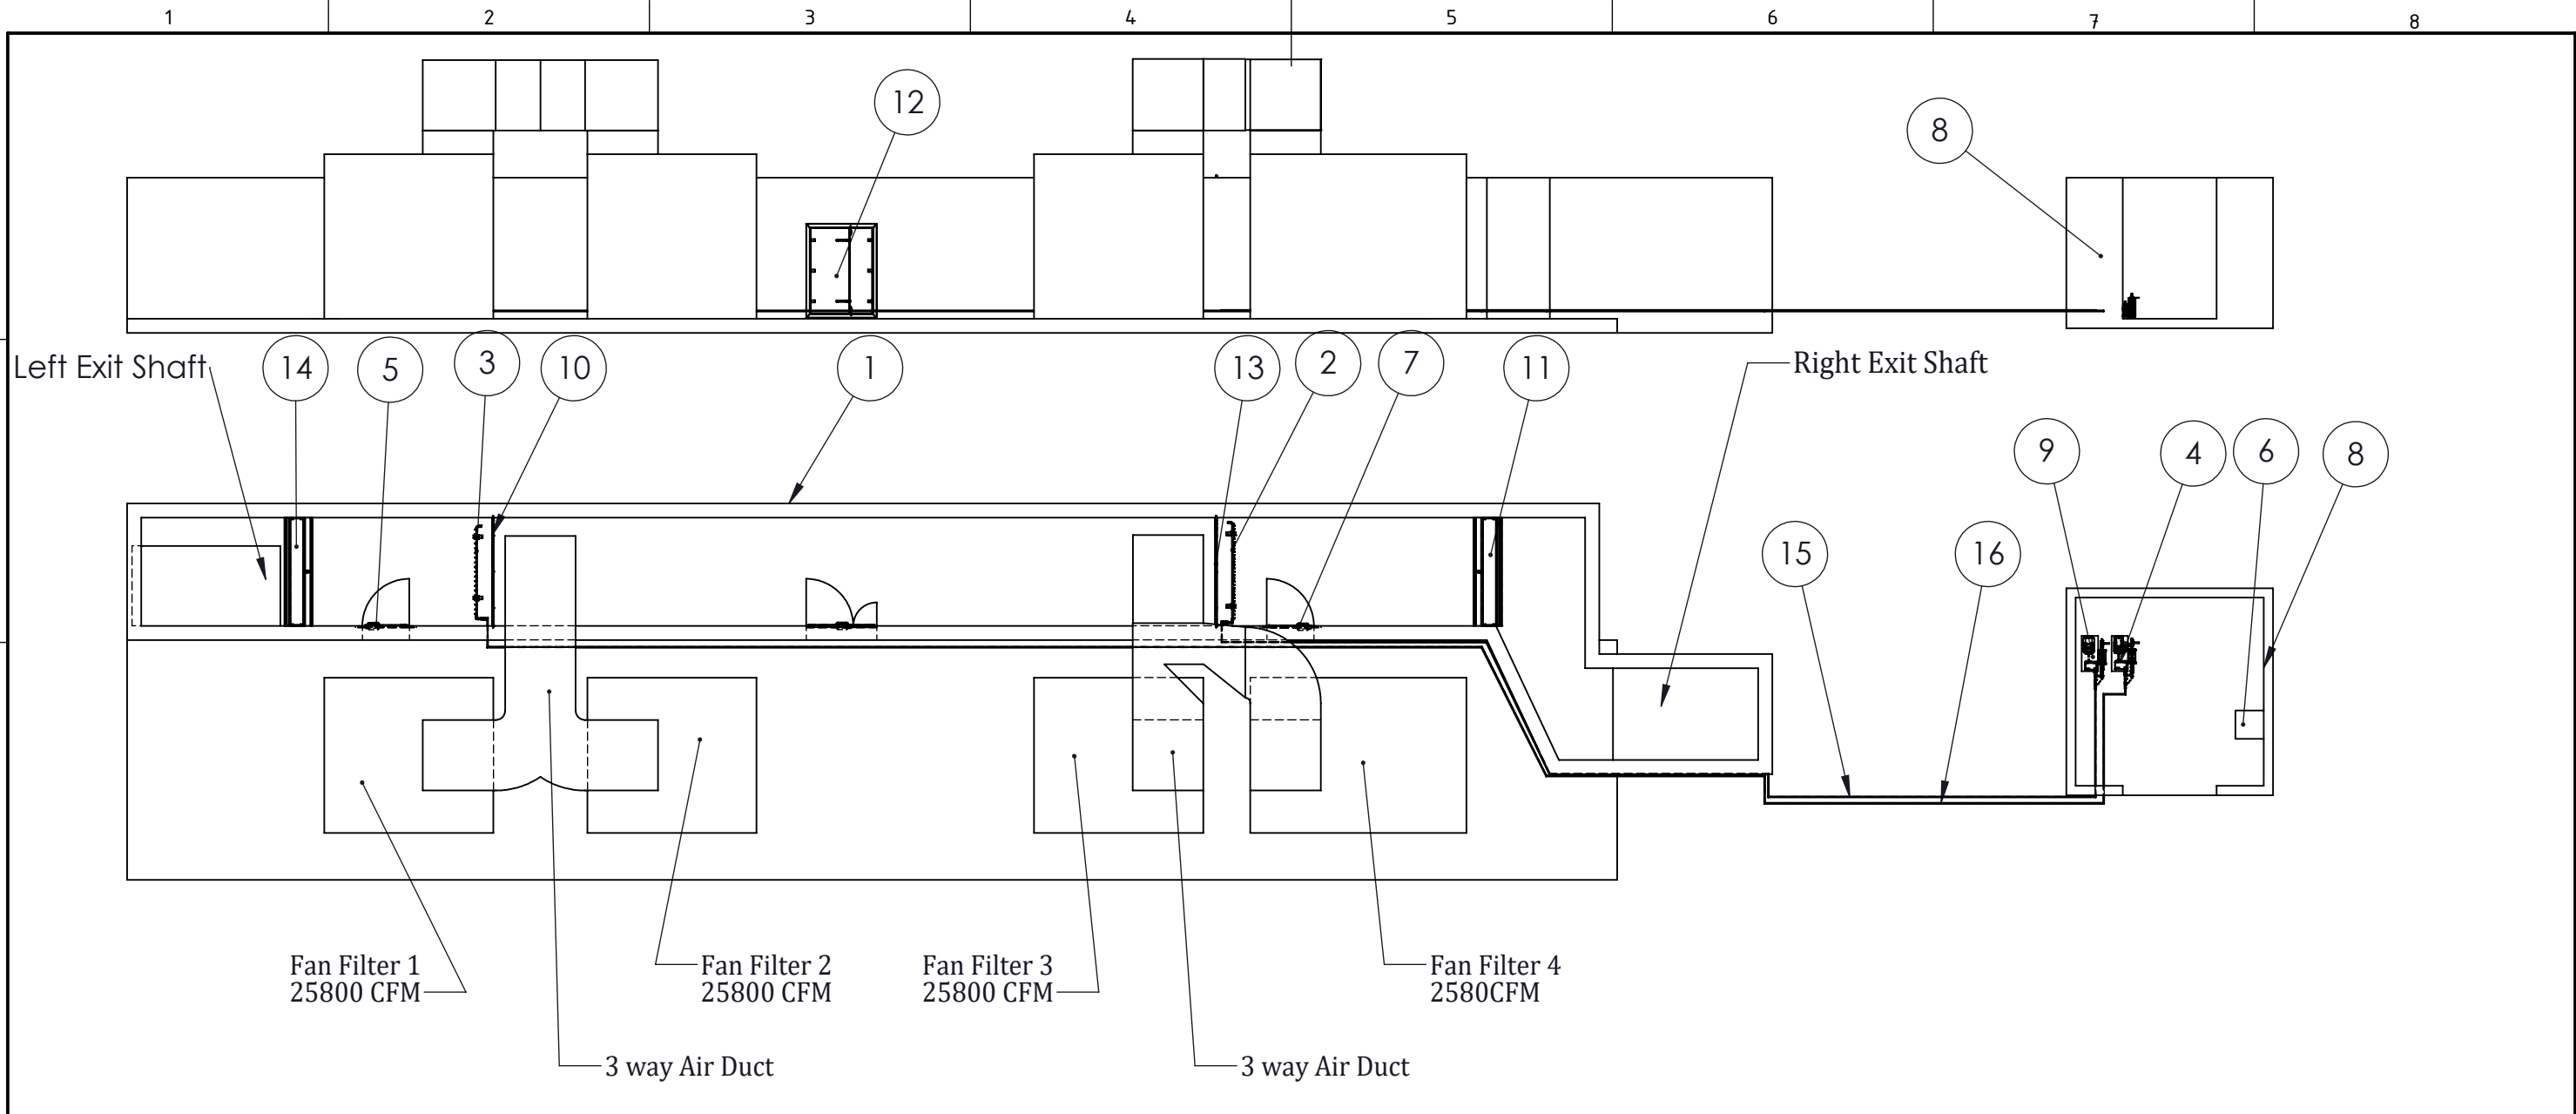 1 2 3 4 5 6 7 8
12
8
Left Exit Shaft
14
5
3
10
1
13
2
7
11
Right Exit Shaft
9
4
6
8
15
16
Fan Filter 1
25800 CFM
Fan Filter 2
25800 CFM
Fan Filter 3
25800 CFM
Fan Filter 4
2580CFM
3 way Air Duct
3 way Air Duct